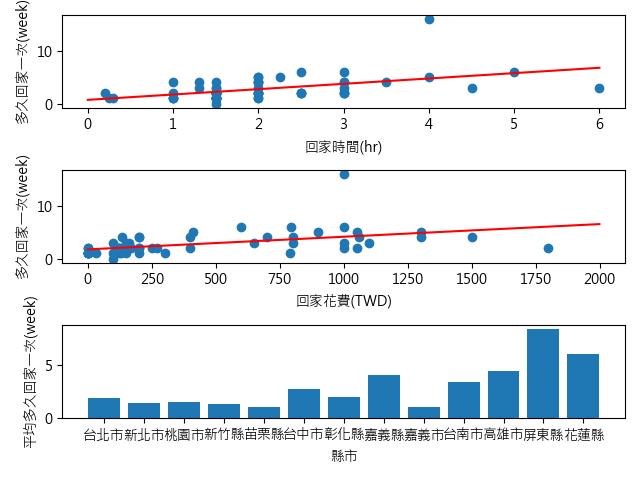 多久回家一次(week)
10
0
0
1
2
3
4
5
6
回家時間(hr)
多久回家一次(week)
10
0
0
250
500
750
1000
1250
1500
1750
2000
回家花費(TWD)
平均多久回家一次(week)
5
0
台北市
新北市
桃園市
新竹縣
苗栗縣
台中市
彰化縣
嘉義縣
嘉義市
台南市
高雄市
屏東縣
花蓮縣
縣市